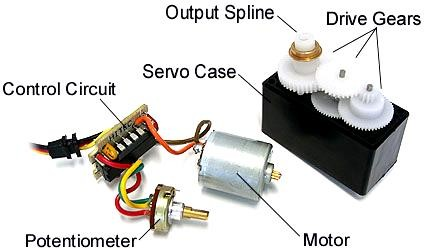 Output Spline
Drive Gears
Servo Case
Control Circuit
Potentiometer
Motor